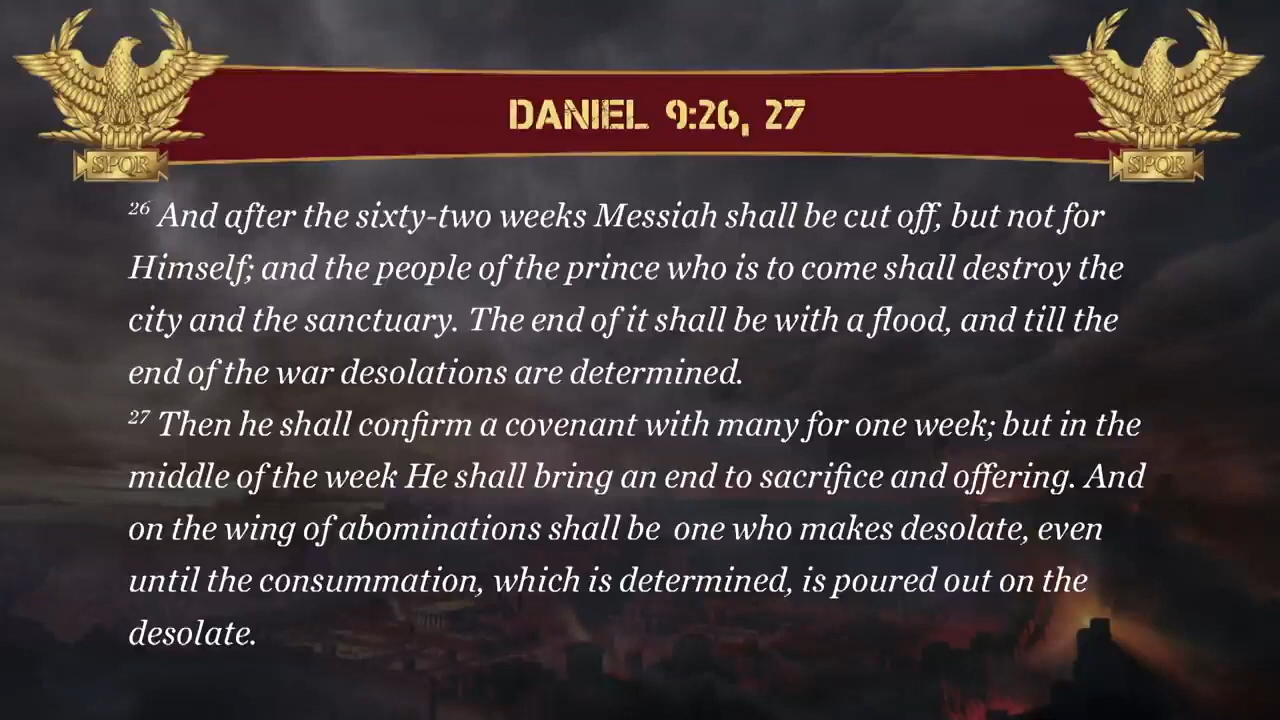 DANIEL 9:26, 27
SPQR SPQR
26 And after the sixty-two weeks Messiah shall be cut off, but not for
Himself; and the people of the prince who is to come shall destroy the
city and the sanctuary. The end of it shall be with a flood, and till the
end of the war desolations are determined.
27 Then he shall confirm a covenant with many for one week; but in the
middle of the week He shall bring an end to sacrifice and offering. And
on the wing of abominations shall be one who makes desolate, even
until the consummation, which is determined, is poured out on the
desolate.